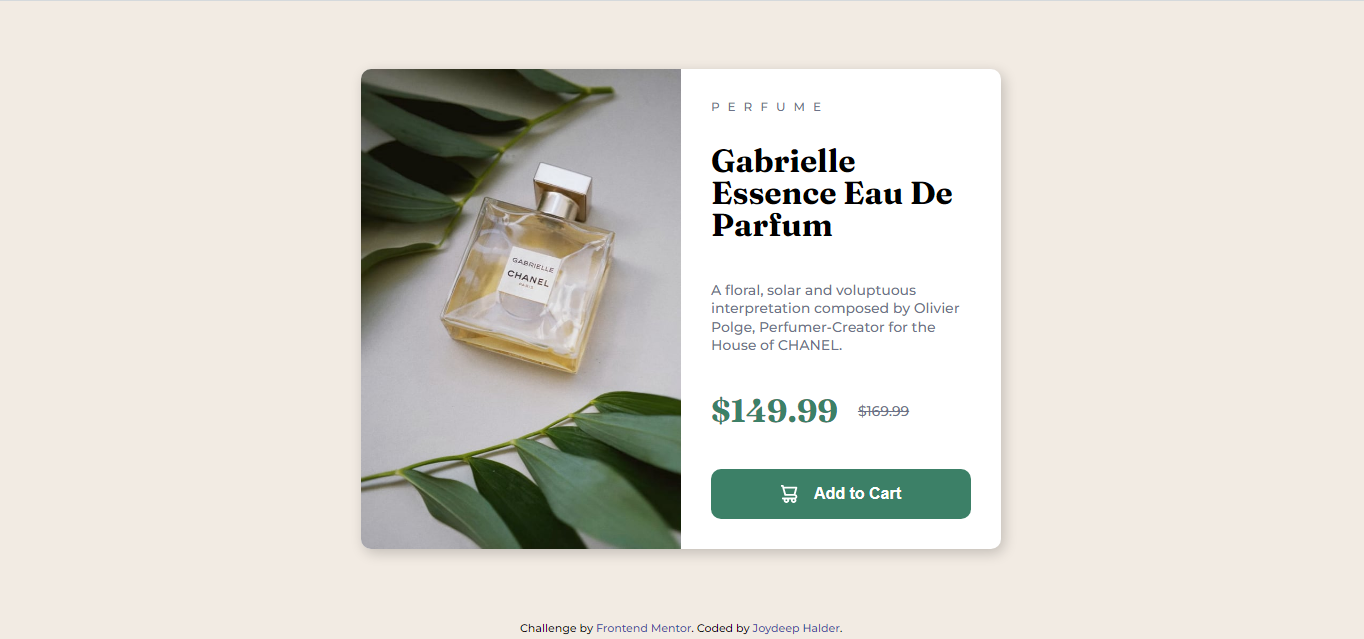 GABRIELLE
CHANEL
PARIS
P E R F U M E
Gabrielle
Essence Eau De
Parfum
A floral, solar and voluptuous
interpretation composed by Olivier
Polge, Perfumer-Creator for the
House of CHANEL.
$149.99 $169.99
Add to Cart
Challenge by Frontend Mentor. Coded by Joydeep Halder.